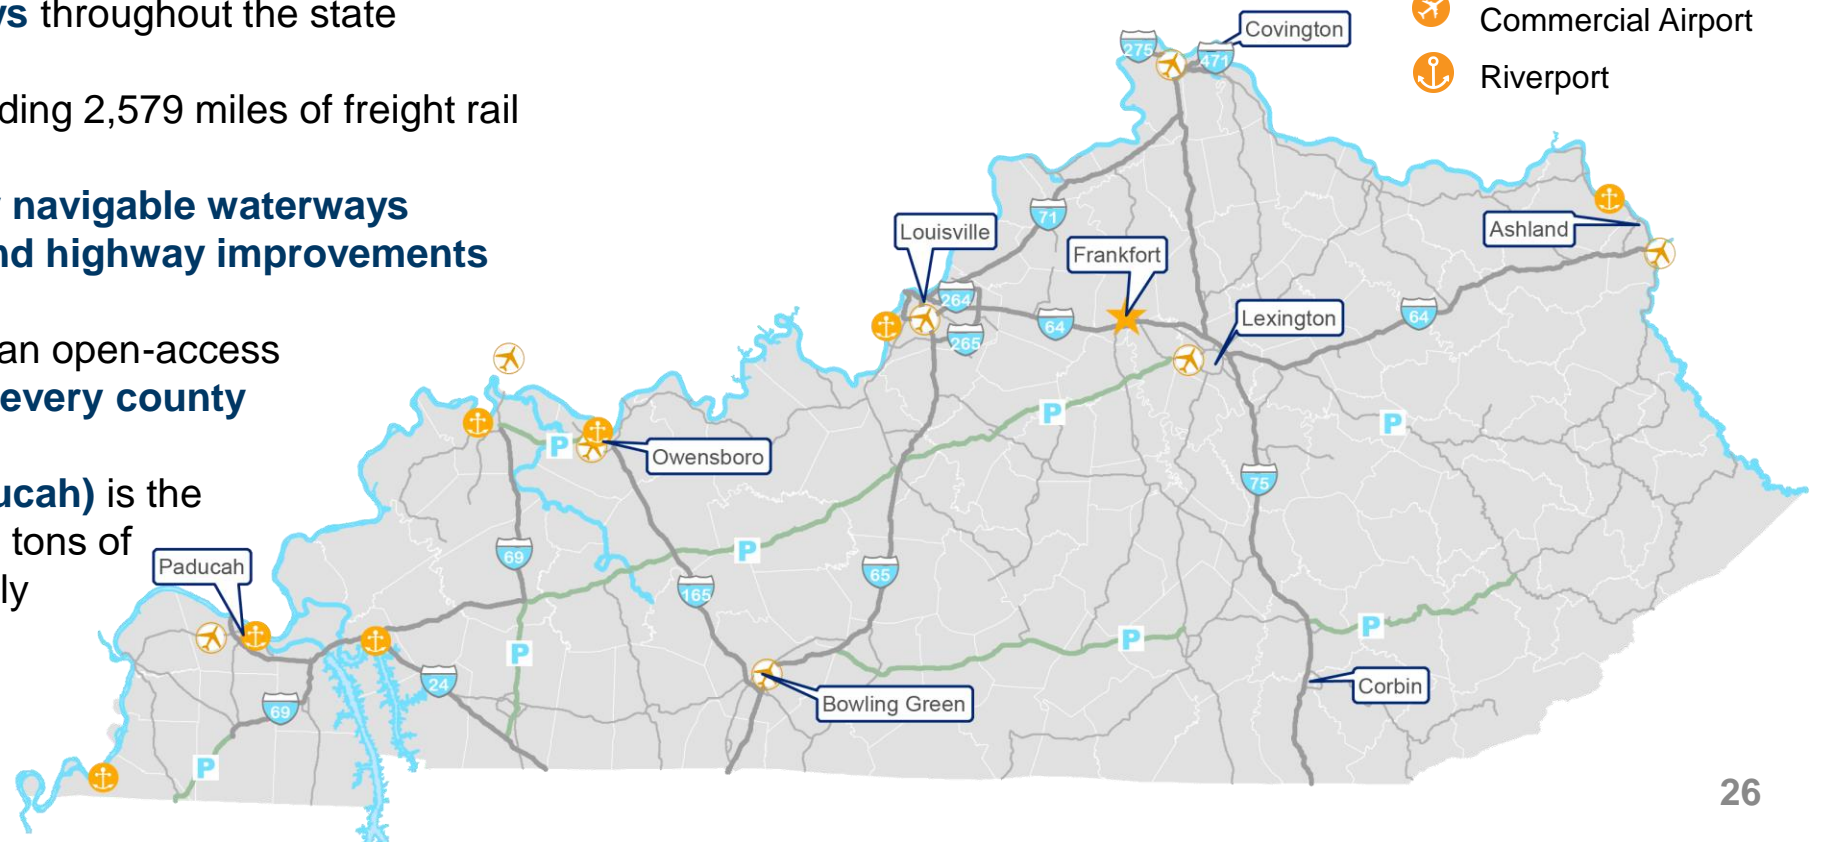 ys throughout the state
ding 2,579 miles of freight rail
navigable waterways
nd highway improvements
an open-access
every county
ucah) is the
tons of
ly
Commercial Airport
Riverport
275
471
Covington
71
Louisville
Frankfort
Ashland
264
265
64
Lexington
64
P
P
P
Owensboro
75
69
P
165
65
Paducah
P
P
P
24
69
Bowling Green
Corbin
P
26